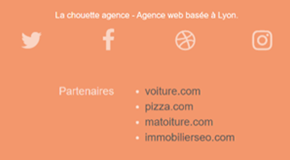 La chouette agence - Agence web basée à Lyon.
Partenaires
voiture.com
pizza.com
matoiture.com
immobilierseo.com